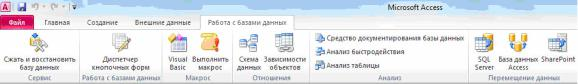 Microsoft Access
Файл Главная Создание Внешние данные Работа с базами данных
Сжать и восстановить базу данных
Сервис
Диспетчер кнопочных форм
Работа с базами данных
Visual Basic
Выполнить макрос
Макрос
Схема данных
Зависимости объектов
Отношения
Средство документирования базы данных
Анализ быстродействия
Анализ таблицы
Анализ
SQL Server
База данных Access
SharePoint
Перемещение данных